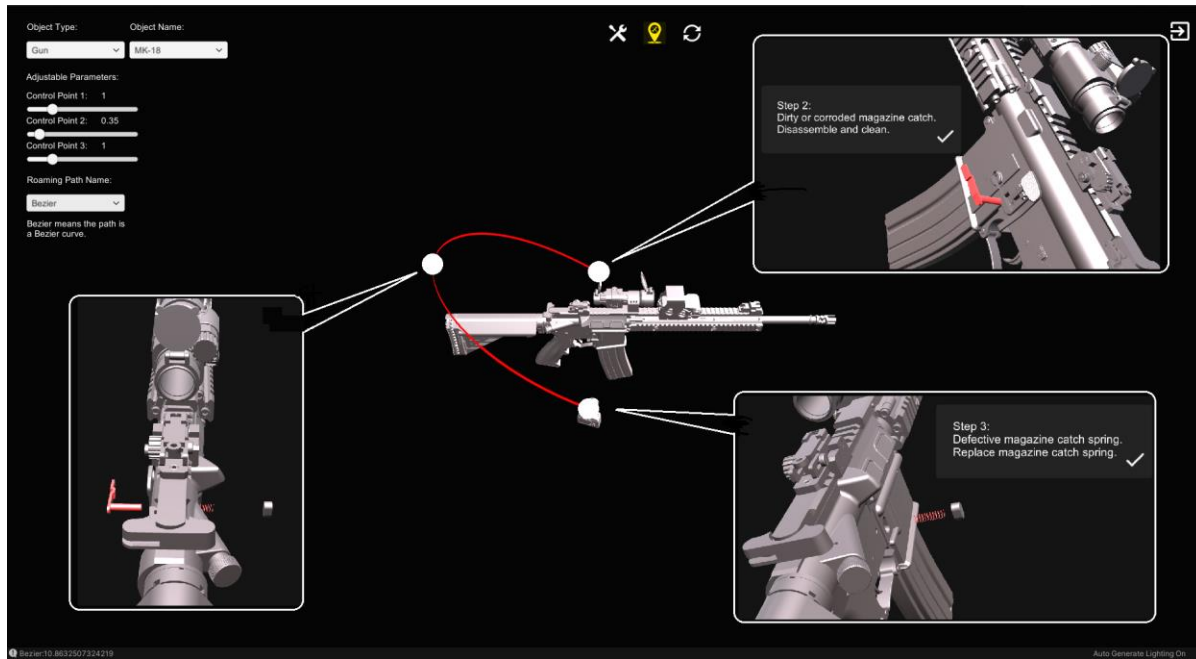 Object Type: Object Name:
Gun MK-18
Adjustable Parameters:
Control Point 1: 1
Control Point 2: 0.35
Control Point 3: 1
Roaming Path Name:
Bezier
Bezier means the path is
a Bezier curve.
Step 2:
Dirty or corroded magazine catch.
Disassemble and clean.
Step 3:
Defective magazine catch spring.
Replace magazine catch spring.
Bezier:10.8632507324219
Auto Generate Lighting On